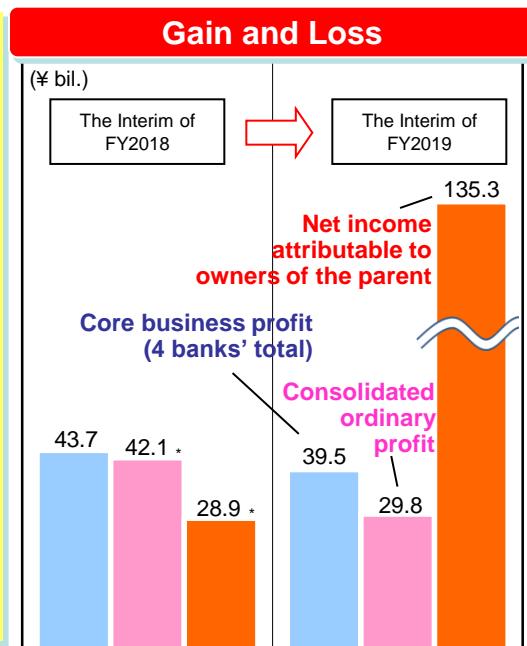 Gain and Loss
(¥ bil.)
The Interim of
FY2018
The Interim of
FY2019
135.3
Net income
attributable to
owners of the parent
Core business profit
(4 banks' total)
Consolidated
ordinary
profit
43.7
42.1 *
28.9 *
39.5
29.8